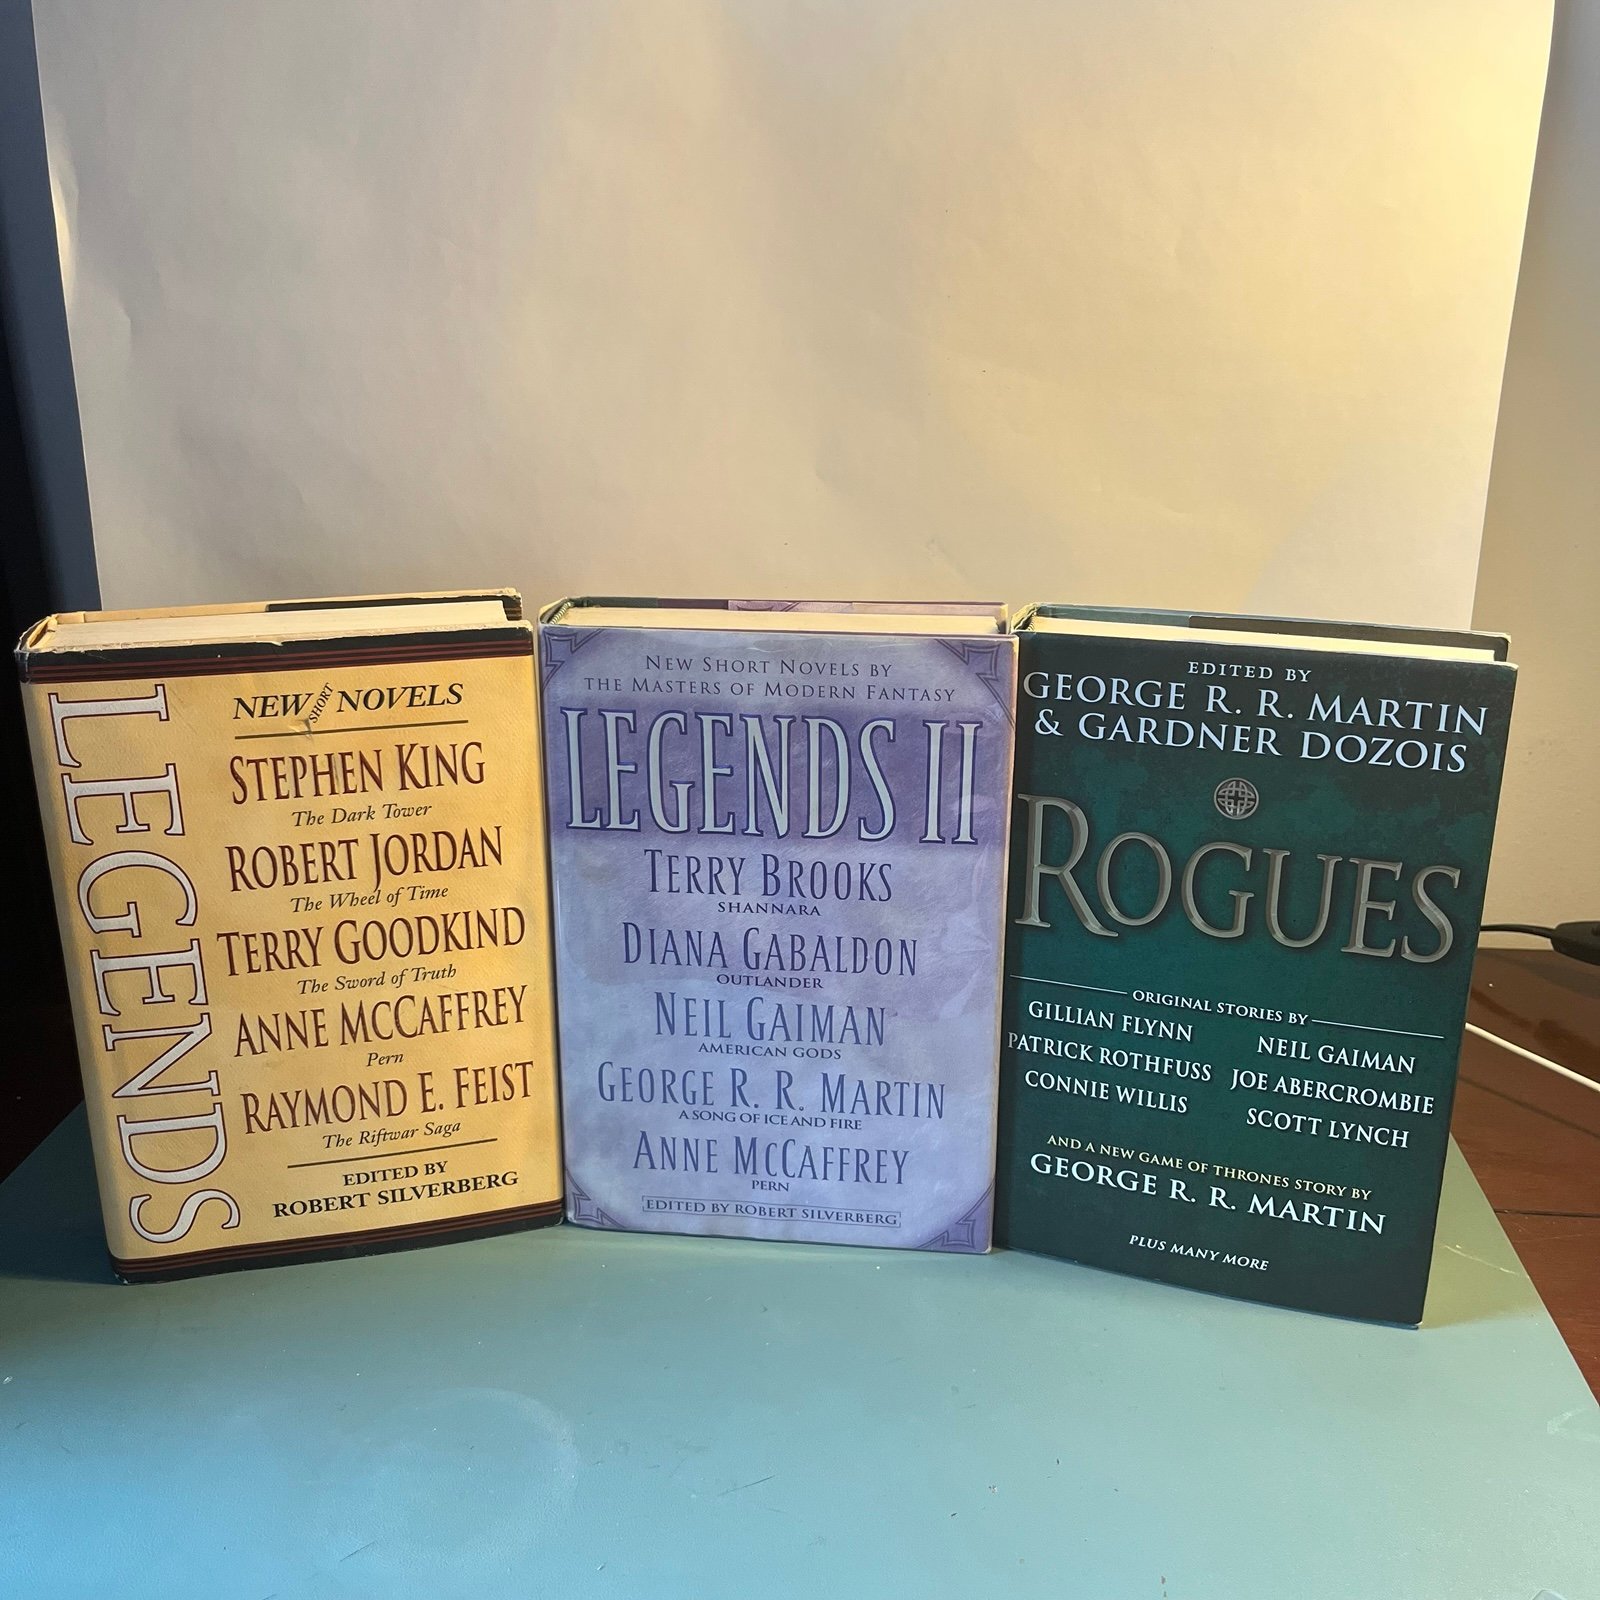 LEGENDS
NEW SHORT NOVELS
STEPHEN KING
The Dark Tower
ROBERT JORDAN
The Wheel of Time
TERRY GOODKIND
The Sword of Truth
ANNE MCCAFFREY
Pern
RAYMOND E. FEIST
The Riftwar Saga
EDITED BY
ROBERT SILVERBERG
NEW SHORT NOVELS BY
THE MASTERS OF MODERN FANTASY
LEGENDS II
TERRY BROOKS
SHANNARA
DIANA GABALDON
OUTLANDER
NEIL GAIMAN
AMERICAN GODS
GEORGE R. R. MARTIN
A SONG OF ICE AND FIRE
ANNE MCCAFFREY
PERN
EDITED BY ROBERT SILVERBERG
EDITED BY
GEORGE R. R. MARTIN
& GARDNER DOZOIS
ROGUES
ORIGINAL STORIES BY
GILLIAN FLYNN NEIL GAIMAN
PATRICK ROTHFUSS JOE ABERCROMBIE
CONNIE WILLIS SCOTT LYNCH
AND A NEW GAME OF THRONES STORY BY
GEORGE R. R. MARTIN
PLUS MANY MORE